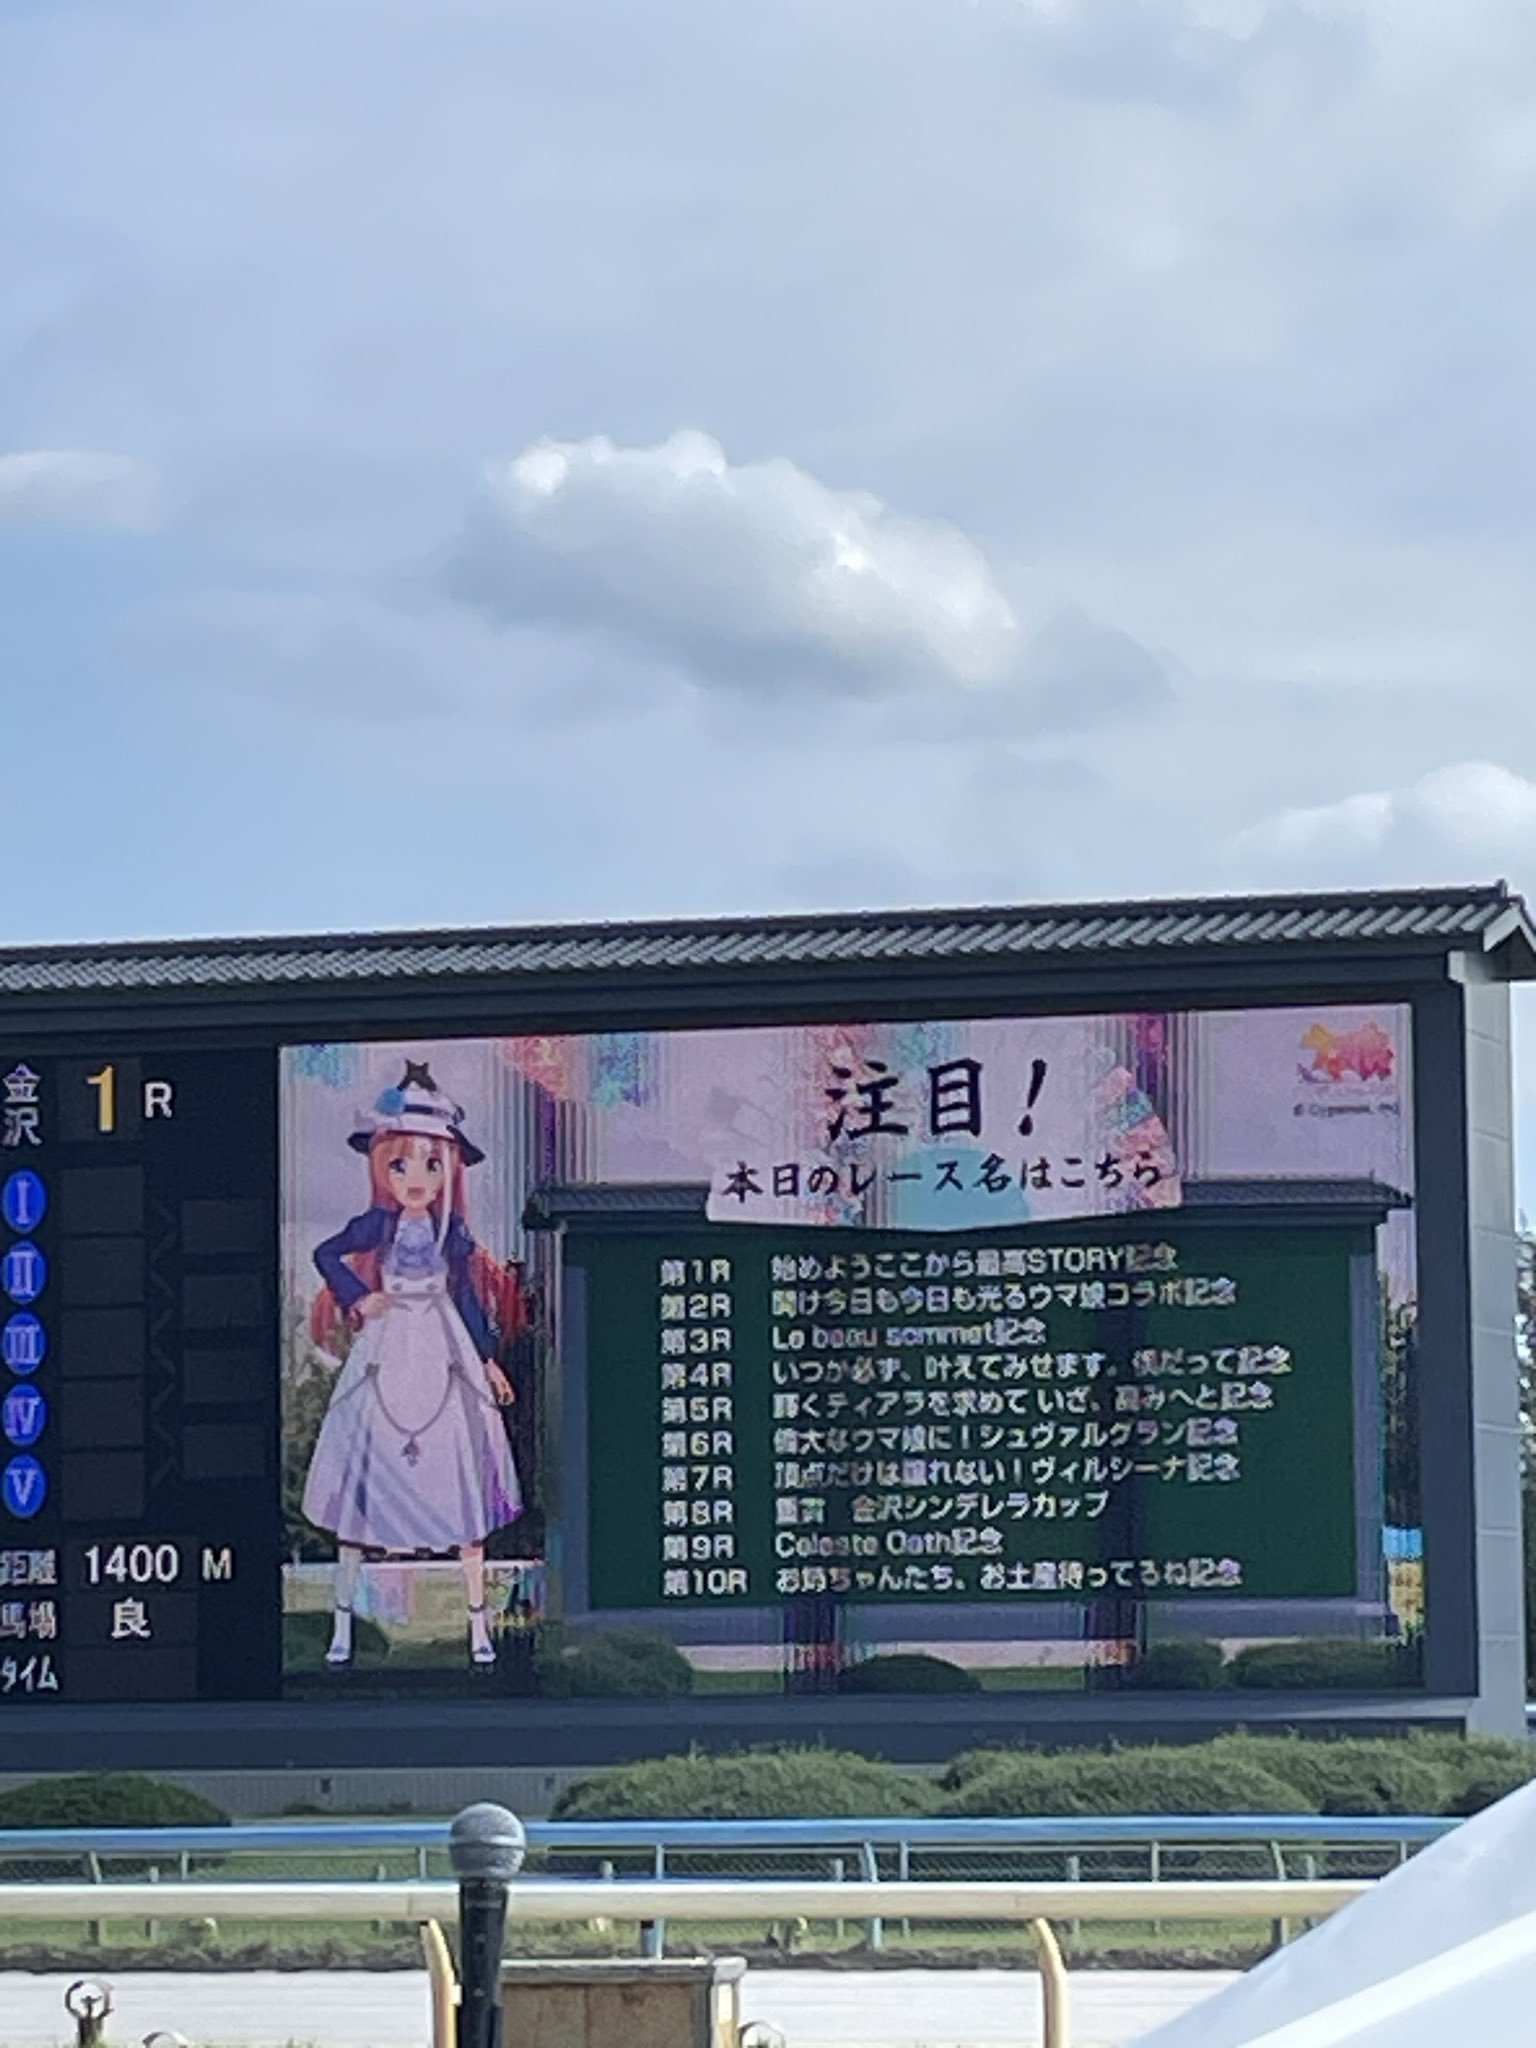 金沢 1 R
I
II
III
IV
V
距離 1400 M
馬場 良
タイム
注目!
本日のレース名はこちら
© Cygames, Inc.
第1R 始めようここから最高STORY記念
第2R 開け今日も今日も光るウマ娘コラボ記念
第3R Le beau sommet記念
第4R いつか必ず、叶えてみせます。僕だって記念
第5R 輝くティアラを求めて いざ、高みへと記念
第6R 偉大なウマ娘に!シュヴァルグラン記念
第7R 頂点だけは譲れない!ヴィルシーナ記念
第8R 重賞 金沢シンデレラカップ
第9R Celeste Oath記念
第10R お姉ちゃんたち、お土産待ってるね記念